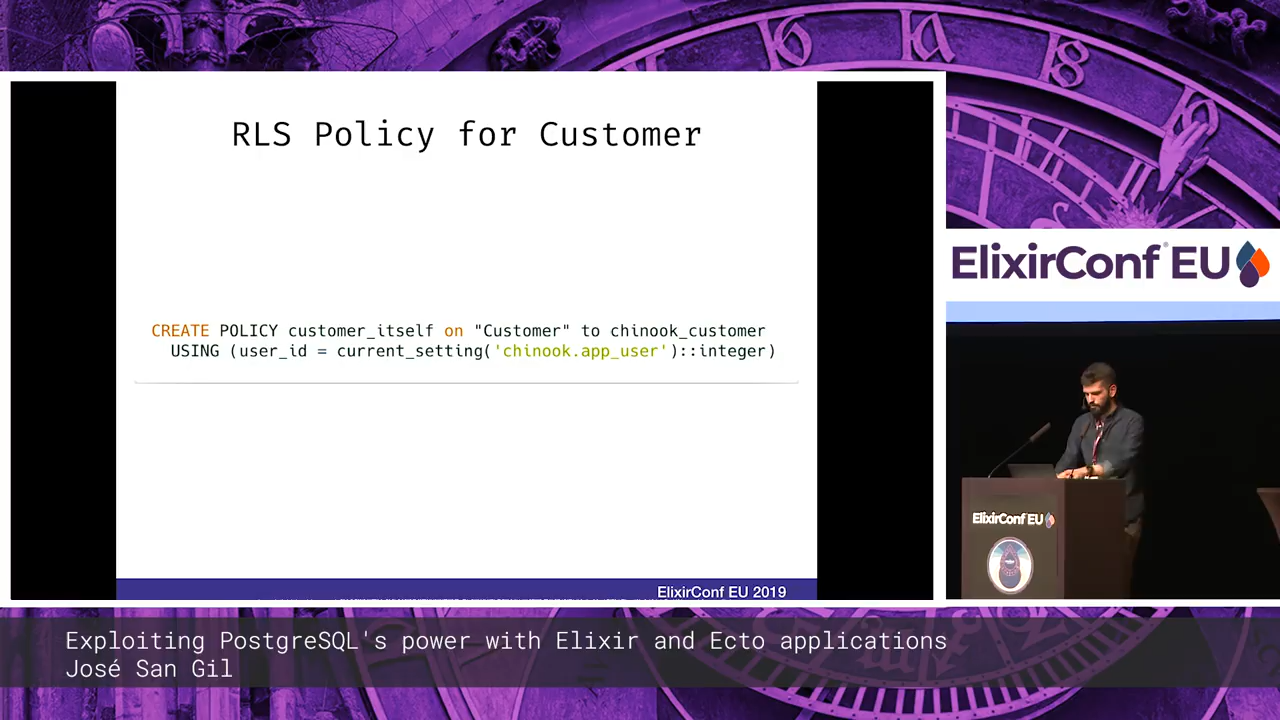 RLS Policy for Customer
CREATE POLICY customer_itself on "Customer" to chinook_customer
USING (user_id = current_setting('chinook.app_user')::integer)
ElixirConf EU 2019
ElixirConf® EU
ElixirConf EU
Exploiting PostgreSQL's power with Elixir and Ecto applications
José San Gil